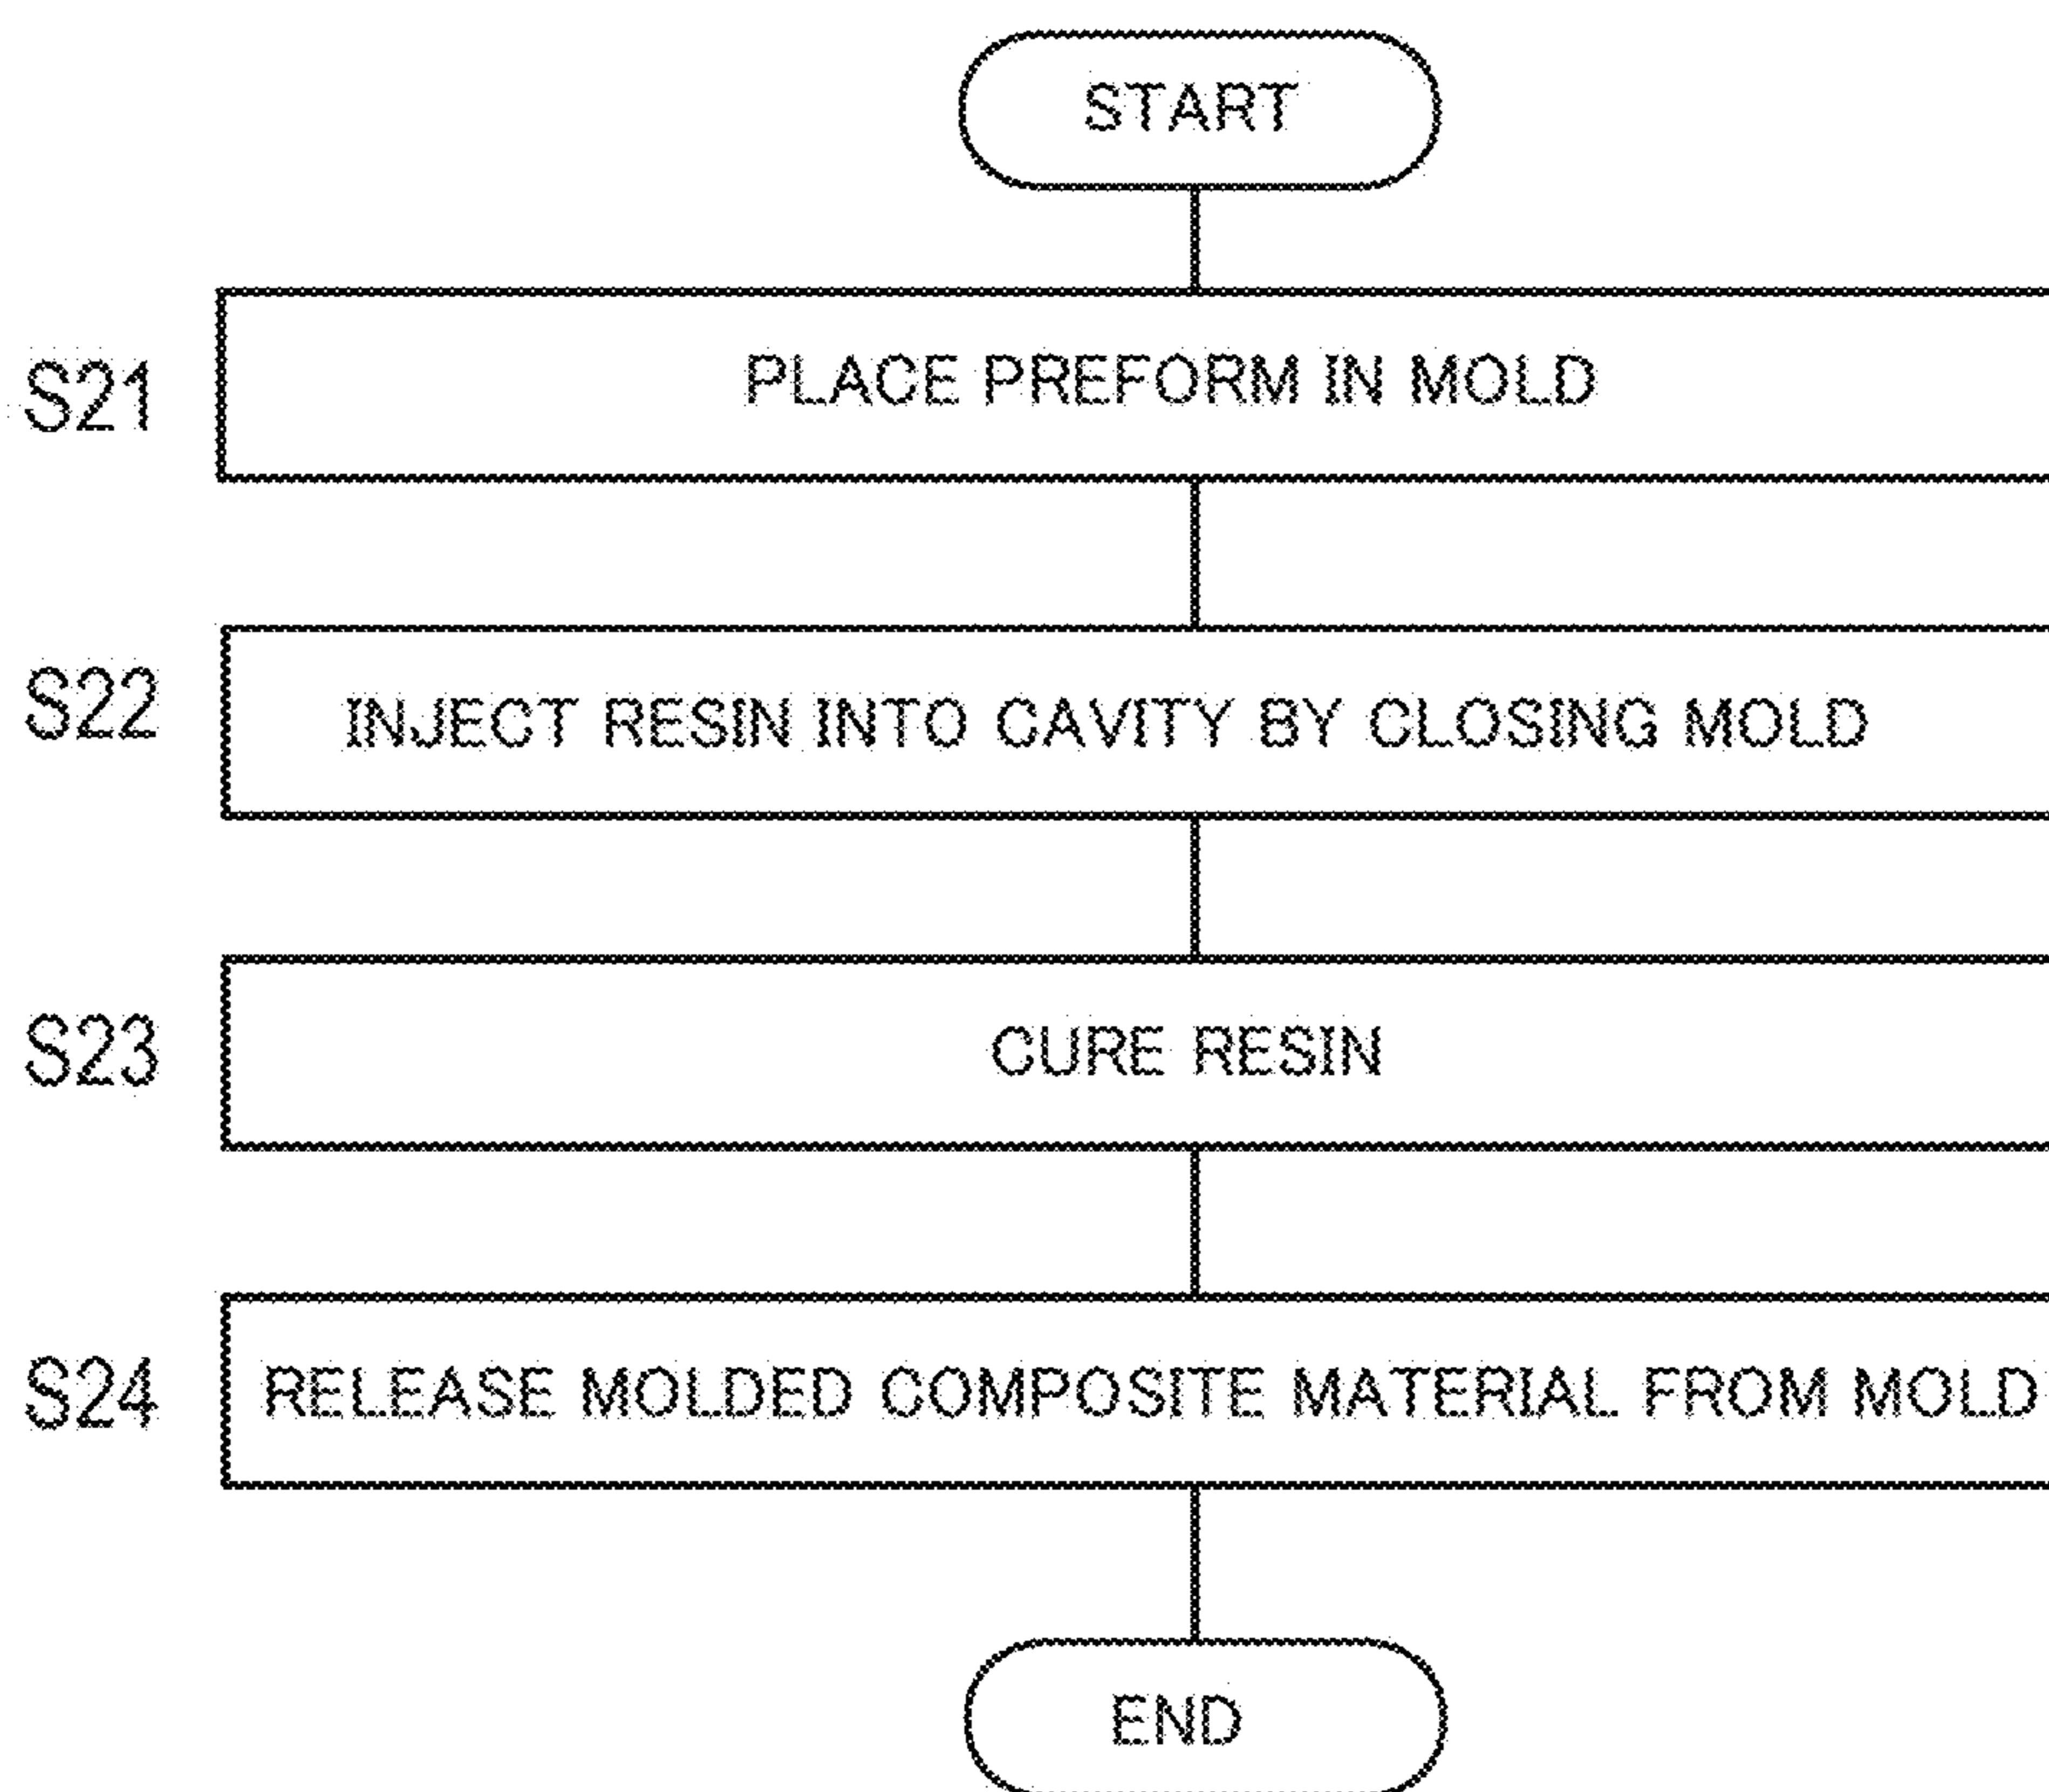 START
S21
PLACE PREFORM IN MOLD
S22
INJECT RESIN INTO CAVITY BY CLOSING MOLD
S23
CURE RESIN
S24
RELEASE MOLDED COMPOSITE MATERIAL FROM MOLD
END